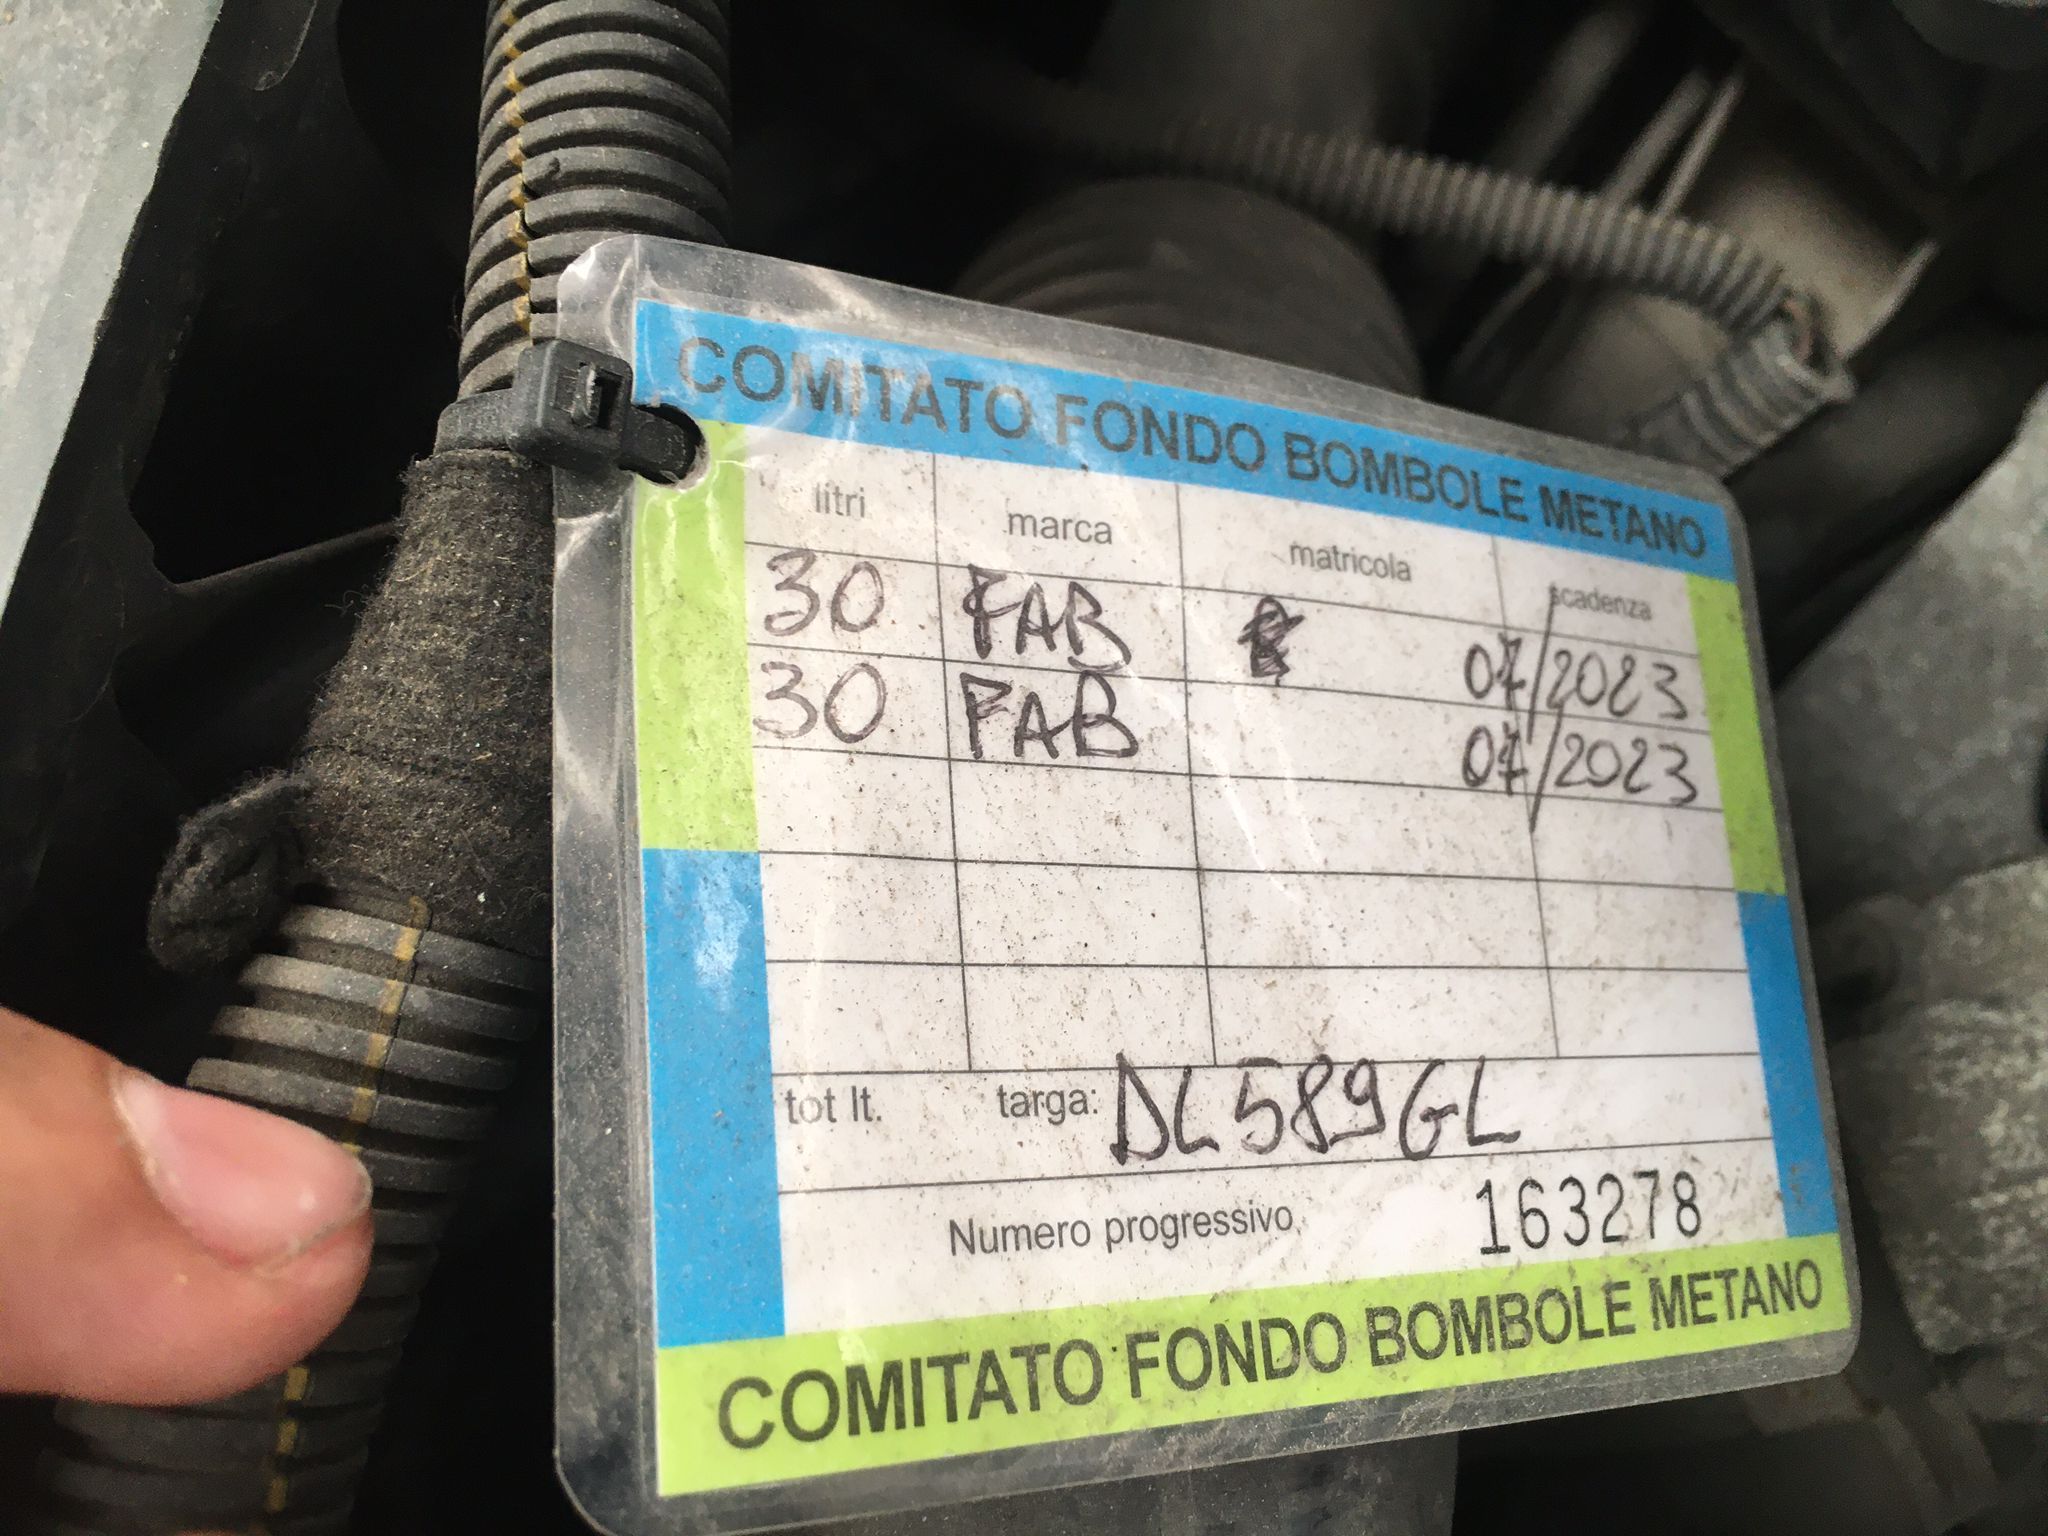 COMITATO FONDO BOMBOLE METANO
litri marca matricola scadenza
30 FAB 07/2023
30 FAB 07/2023
tot lt. targa: DL589GL
Numero progressivo 163278
COMITATO FONDO BOMBOLE METANO